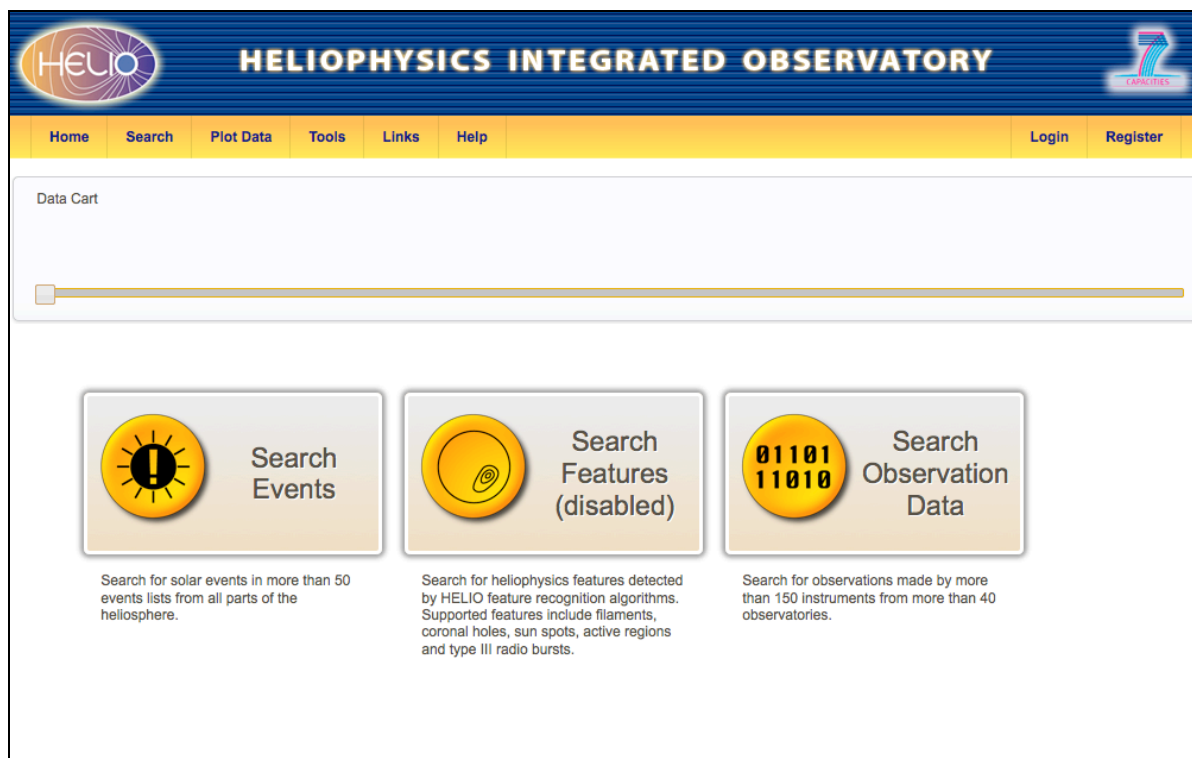 HELIO
HELIOPHYSICS INTEGRATED OBSERVATORY
7
CAPACITIES
Home Search Plot Data Tools Links Help Login Register
Data Cart
Search
Events
Search
Features
(disabled)
01101
11010
Search
Observation
Data
Search for solar events in more than 50
events lists from all parts of the
heliosphere.
Search for heliophysics features detected
by HELIO feature recognition algorithms.
Supported features include filaments,
coronal holes, sun spots, active regions
and type III radio bursts.
Search for observations made by more
than 150 instruments from more than 40
observatories.